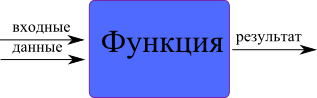 входные
данные
Функция
результат